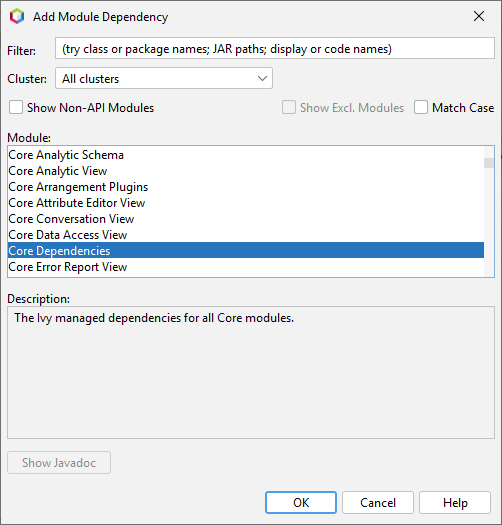 Add Module Dependency
Filter: (try class or package names; JAR paths; display or code names)
Cluster: All clusters
Show Non-API Modules Show Excl. Modules Match Case
Module:
Core Analytic Schema
Core Analytic View
Core Arrangement Plugins
Core Attribute Editor View
Core Conversation View
Core Data Access View
Core Dependencies
Core Error Report View
Description:
The Ivy managed dependencies for all Core modules.
Show Javadoc
OK Cancel Help